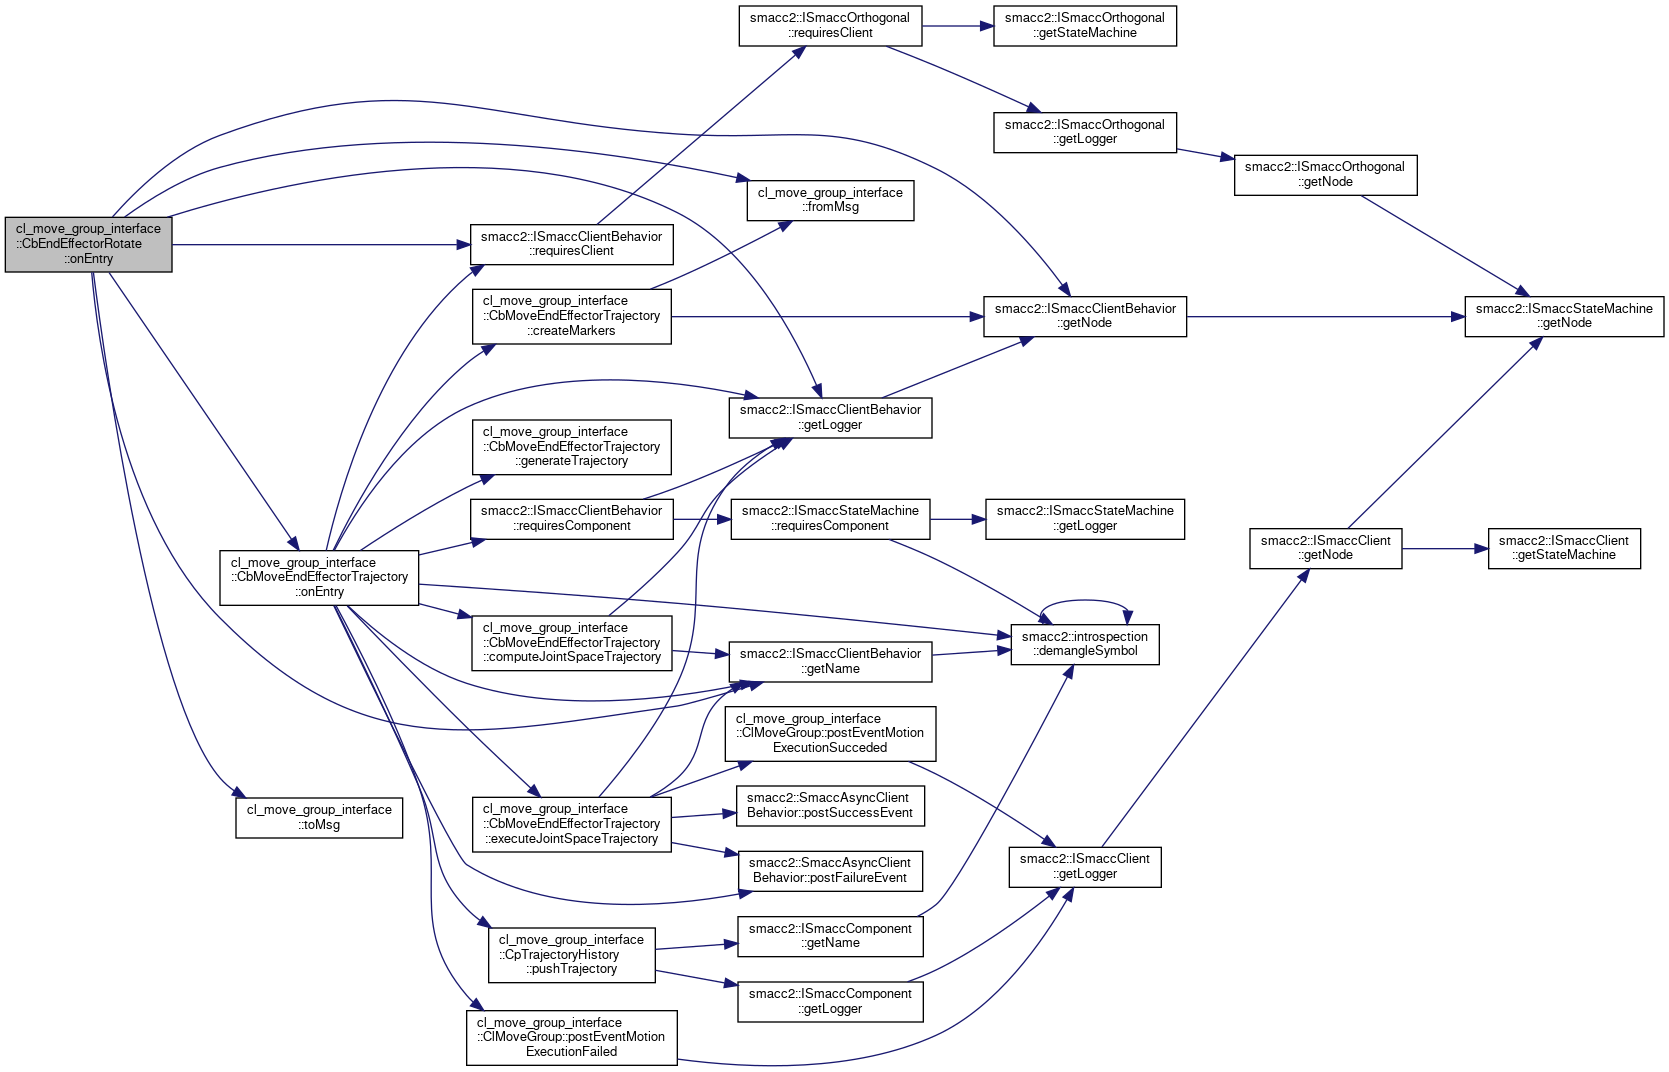 cl_move_group_interface
::CbEndEffectorRotate
::onEntry
smacc2::ISmaccClientBehavior
::requiresClient
cl_move_group_interface
::CbMoveEndEffectorTrajectory
::createMarkers
cl_move_group_interface
::CbMoveEndEffectorTrajectory
::generateTrajectory
smacc2::ISmaccClientBehavior
::requiresComponent
cl_move_group_interface
::CbMoveEndEffectorTrajectory
::onEntry
cl_move_group_interface
::CbMoveEndEffectorTrajectory
::computeJointSpaceTrajectory
cl_move_group_interface
::toMsg
cl_move_group_interface
::CbMoveEndEffectorTrajectory
::executeJointSpaceTrajectory
cl_move_group_interface
::CpTrajectoryHistory
::pushTrajectory
cl_move_group_interface
::ClMoveGroup::postEventMotion
ExecutionFailed
smacc2::ISmaccOrthogonal
::requiresClient
cl_move_group_interface
::fromMsg
smacc2::ISmaccClientBehavior
::getLogger
smacc2::ISmaccStateMachine
::requiresComponent
smacc2::ISmaccClientBehavior
::getName
cl_move_group_interface
::ClMoveGroup::postEventMotion
ExecutionSucceded
smacc2::SmaccAsyncClient
Behavior::postSuccessEvent
smacc2::SmaccAsyncClient
Behavior::postFailureEvent
smacc2::ISmaccComponent
::getName
smacc2::ISmaccComponent
::getLogger
smacc2::ISmaccOrthogonal
::getStateMachine
smacc2::ISmaccOrthogonal
::getLogger
smacc2::ISmaccClientBehavior
::getNode
smacc2::ISmaccStateMachine
::getLogger
smacc2::introspection
::demangleSymbol
smacc2::ISmaccClient
::getLogger
smacc2::ISmaccOrthogonal
::getNode
smacc2::ISmaccClient
::getNode
smacc2::ISmaccStateMachine
::getNode
smacc2::ISmaccClient
::getStateMachine